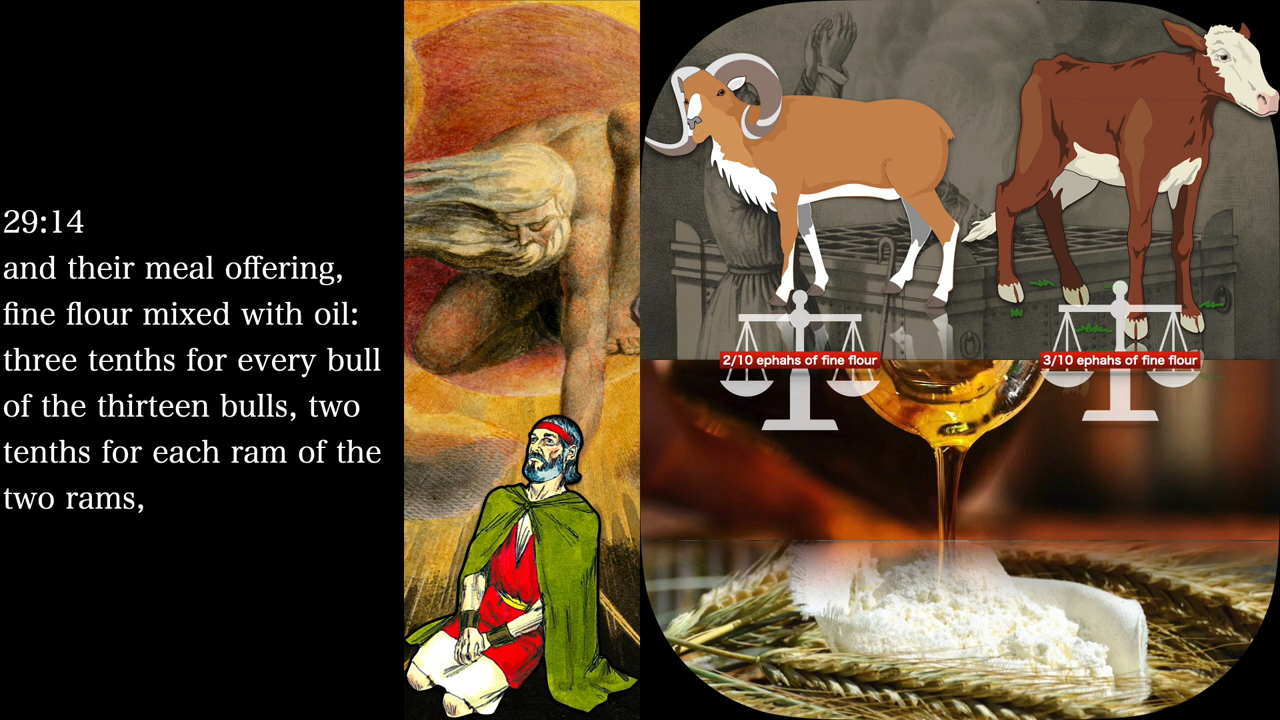 29:14
and their meal offering,
fine flour mixed with oil:
three tenths for every bull
of the thirteen bulls, two
tenths for each ram of the
two rams,
2/10 ephahs of fine flour
3/10 ephahs of fine flour